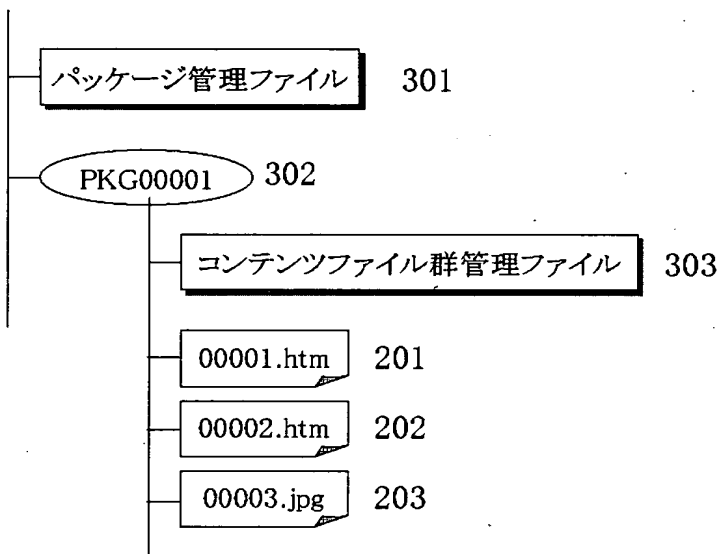 パッケージ管理ファイル 301
PKG00001 302
コンテンツファイル群管理ファイル 303
00001.htm 201
00002.htm 202
00003.jpg 203